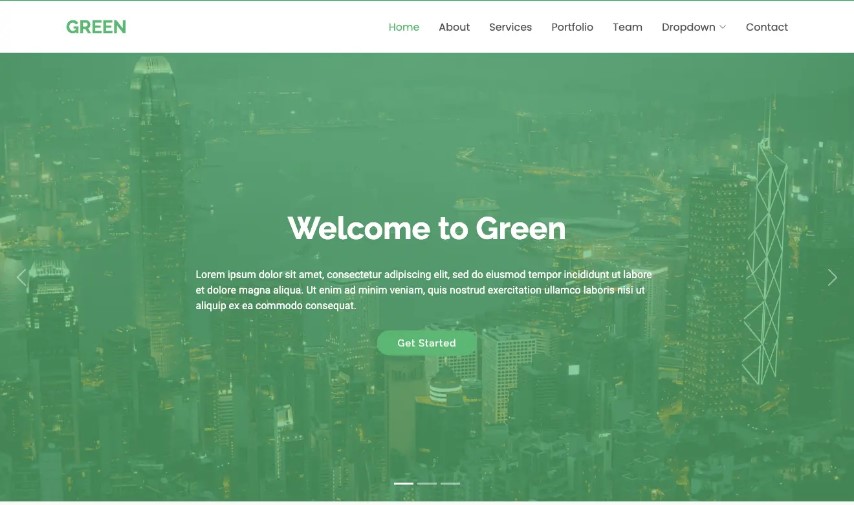 GREEN
Home About Services Portfolio Team Dropdown Contact
Welcome to Green
Lorem ipsum dolor sit amet, consectetur adipiscing elit, sed do eiusmod tempor incididunt ut labore
et dolore magna aliqua. Ut enim ad minim veniam, quis nostrud exercitation ullamco laboris nisi ut
aliquip ex ea commodo consequat.
Get Started